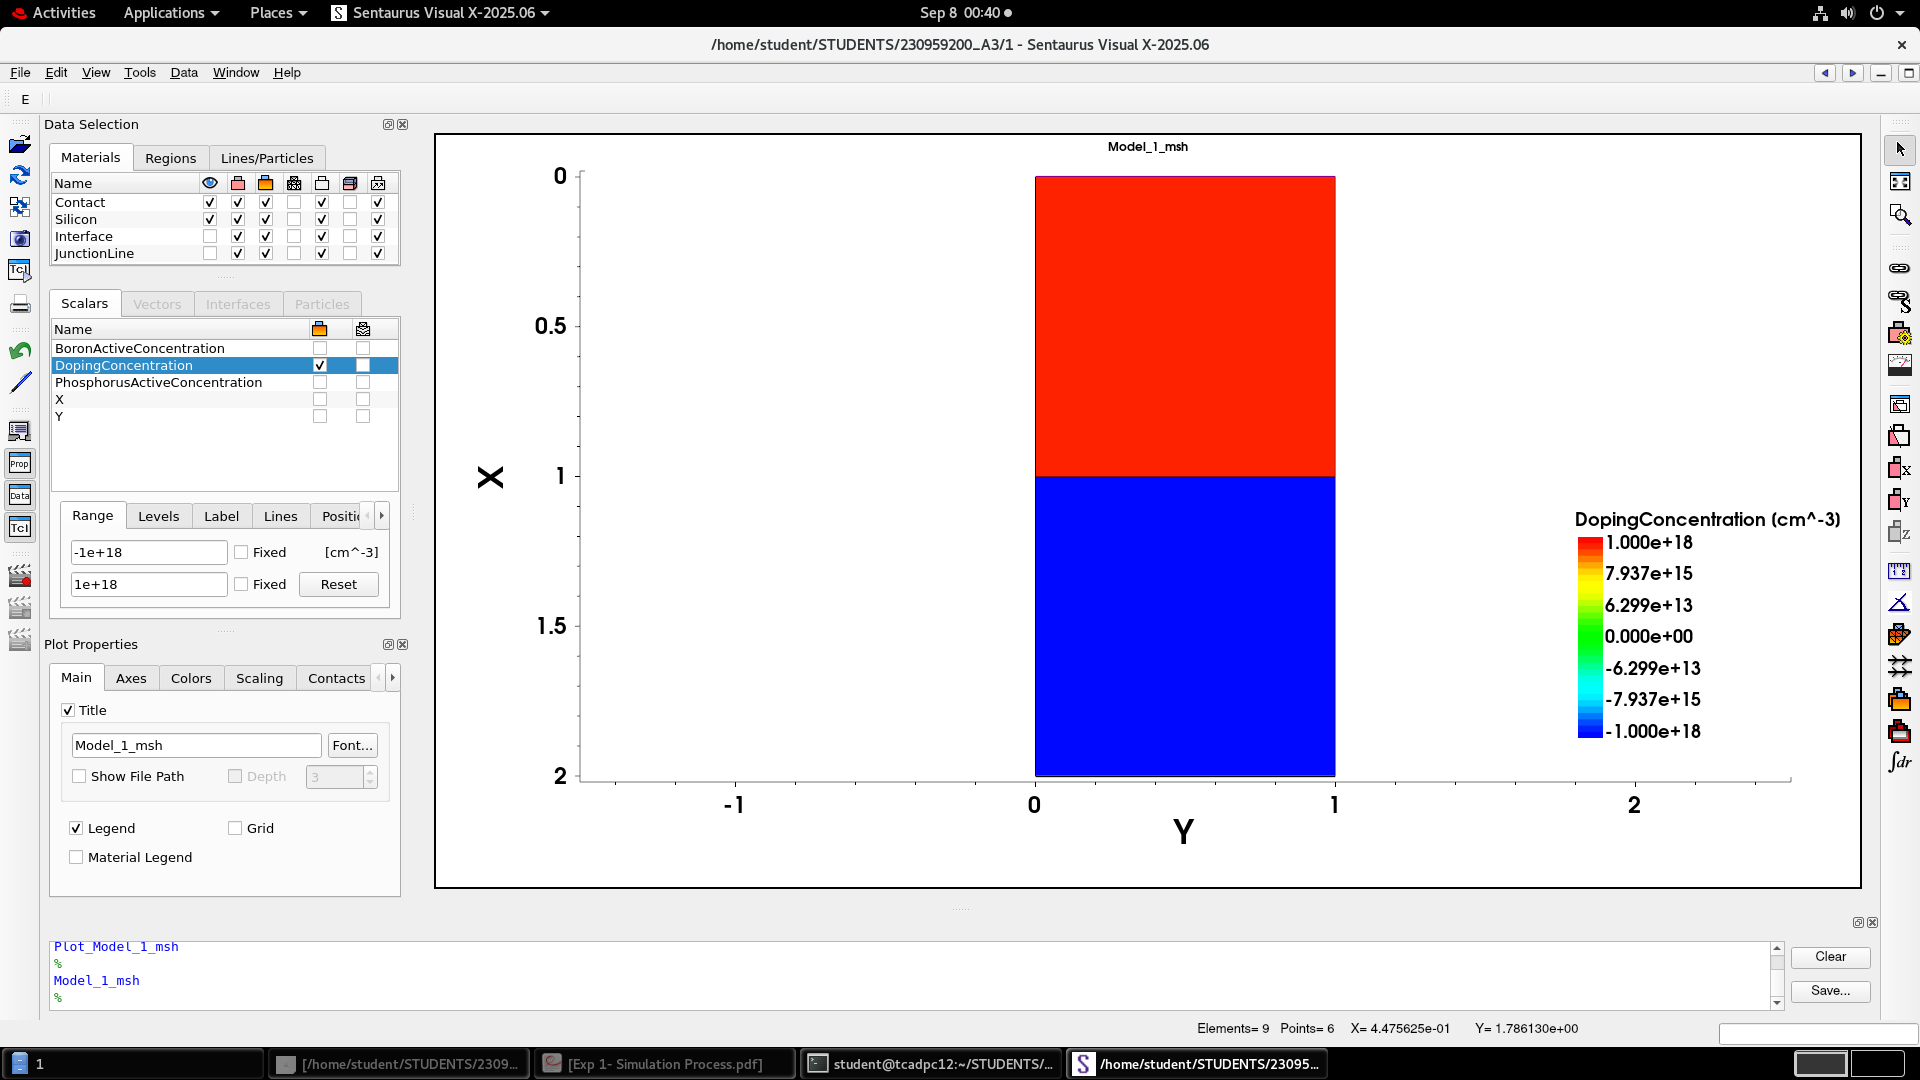 Activities Applications Places Sentaurus Visual X-2025.06 Sep 8 00:40
/home/student/STUDENTS/230959200_A3/1 - Sentaurus Visual X-2025.06
File Edit View Tools Data Window Help
E
Data Selection
Materials Regions Lines/Particles
Name
Contact
Silicon
Interface
JunctionLine
Scalars Vectors Interfaces Particles
Name
BoronActiveConcentration
DopingConcentration
PhosphorusActiveConcentration
X
Y
Range Levels Label Lines Positic
-1e+18 Fixed [cm^-3]
1e+18 Fixed Reset
Plot Properties
Main Axes Colors Scaling Contacts
Title
Model_1_msh Font...
Show File Path Depth 3
Legend Grid
Material Legend
Tcl
Prop
Data
Tcl
Model_1_msh
0
0.5
1
1.5
2
X
-1 0 1 2
Y
DopingConcentration (cm^-3)
1.000e+18
7.937e+15
6.299e+13
0.000e+00
-6.299e+13
-7.937e+15
-1.000e+18
S
X
Y
Z
∫dr
Plot_Model_1_msh
%
Model_1_msh
%
Clear
Save...
Elements= 9 Points= 6 X= 4.475625e-01 Y= 1.786130e+00
1 [/home/student/STUDENTS/2309... [Exp 1- Simulation Process.pdf] student@tcadpc12:~/STUDENTS/... /home/student/STUDENTS/23095...